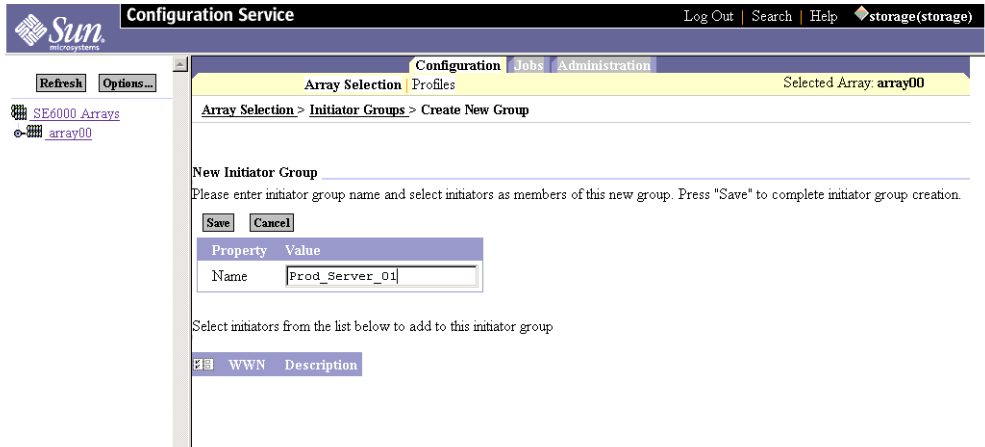 Sun
microsystems
Configuration Service
Log Out | Search | Help storage(storage)
Refresh Options...
SE6000 Arrays
array00
Configuration Jobs Administration
Array Selection | Profiles
Selected Array: array00
Array Selection > Initiator Groups > Create New Group
New Initiator Group
Please enter initiator group name and select initiators as members of this new group. Press "Save" to complete initiator group creation.
Save Cancel
Property Value
Name Prod_Server_01
Select initiators from the list below to add to this initiator group
WWN Description